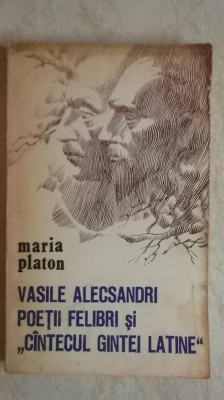 maria
platon
VASILE ALECSANDRI
POEȚII FELIBRI și
„CÎNTECUL GINTEI LATINE"